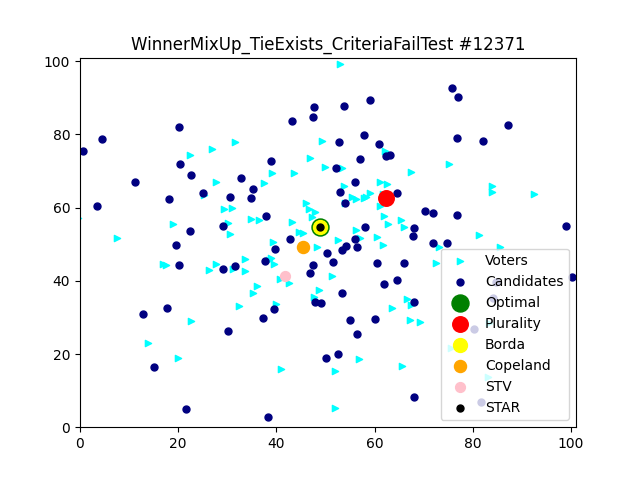 WinnerMixUp_TieExists_CriteriaFailTest #12371
100
80
60
40
20
0
0 20 40 60 80 100
Voters
Candidates
Optimal
Plurality
Borda
Copeland
STV
STAR